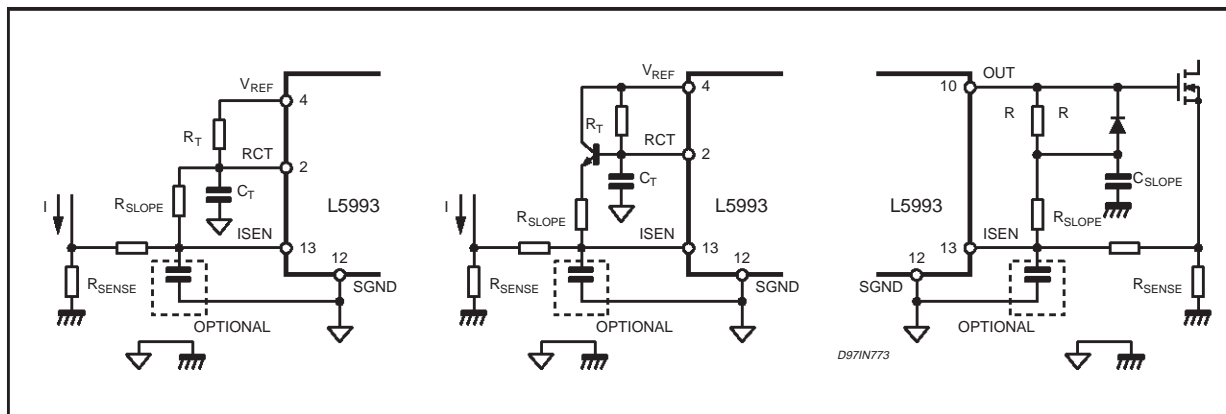 VREF
4
RT
RCT
2
CT
I
RSLOPE
L5993
ISEN
13
12
SGND
RSENSE
OPTIONAL
VREF
4
RT
RCT
2
CT
I
RSLOPE
L5993
ISEN
13
12
SGND
RSENSE
OPTIONAL
OUT
10
R
R
CSLOPE
L5993
RSLOPE
ISEN
13
12
SGND
RSENSE
OPTIONAL
D97IN773